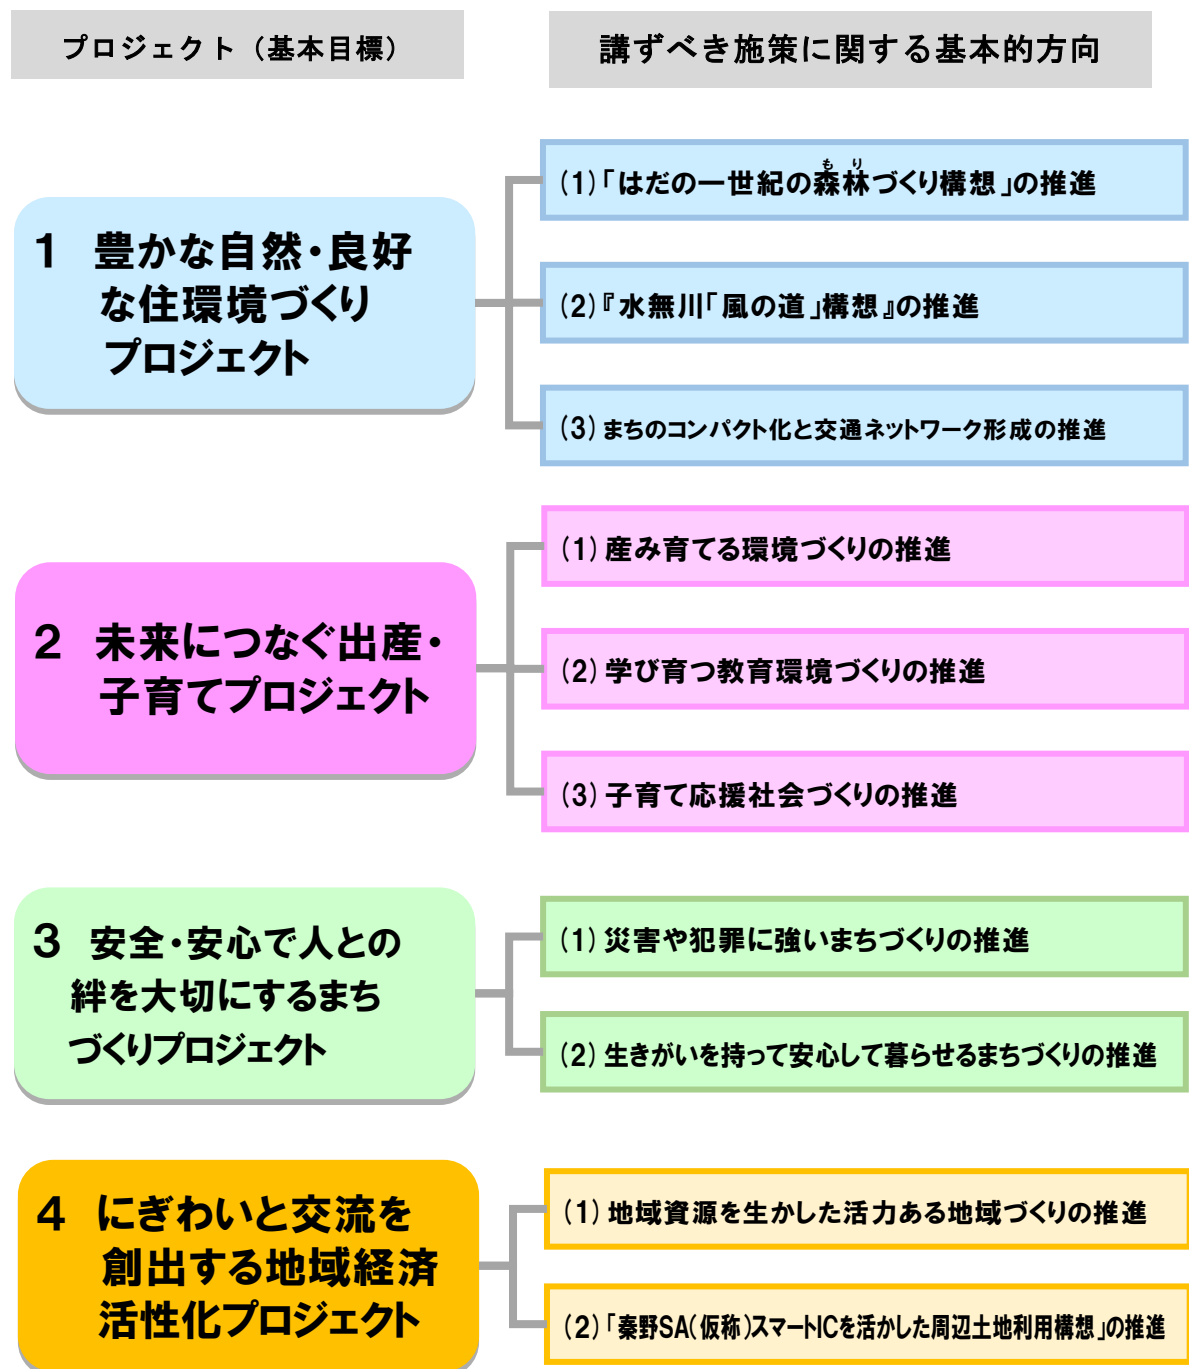 プロジェクト（基本目標）
講ずべき施策に関する基本的方向
1 豊かな自然・良好
な住環境づくり
プロジェクト
もり
(1)「はだの一世紀の森林づくり構想」の推進
(2)『水無川「風の道」構想』の推進
(3)まちのコンパクト化と交通ネットワーク形成の推進
2 未来につなぐ出産・
子育てプロジェクト
(1)産み育てる環境づくりの推進
(2)学び育つ教育環境づくりの推進
(3)子育て応援社会づくりの推進
3 安全・安心で人との
絆を大切にするまち
づくりプロジェクト
(1)災害や犯罪に強いまちづくりの推進
(2)生きがいを持って安心して暮らせるまちづくりの推進
4 にぎわいと交流を
創出する地域経済
活性化プロジェクト
(1)地域資源を生かした活力ある地域づくりの推進
(2)「秦野SA(仮称)スマートICを活かした周辺土地利用構想」の推進